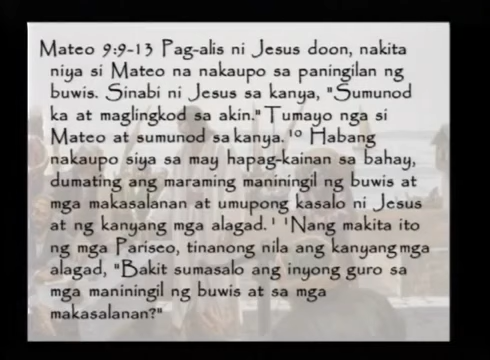 Mateo 9:9-13 Pag-alis ni Jesus doon, nakita
niya si Mateo na nakaupo sa paningilan ng
buwis. Sinabi ni Jesus sa kanya, "Sumunod
ka at maglingkod sa akin." Tumayo nga si
Mateo at sumunod sa kanya. ¹⁰ Habang
nakaupo siya sa may hapag-kainan sa bahay,
dumating ang maraming maniningil ng buwis at
mga makasalanan at umupong kasalo ni Jesus
at ng kanyang mga alagad. ¹ ¹Nang makita ito
ng mga Pariseo, tinanong nila ang kanyang mga
alagad, "Bakit sumasalo ang inyong guro sa
mga maniningil ng buwis at sa mga
makasalanan?"